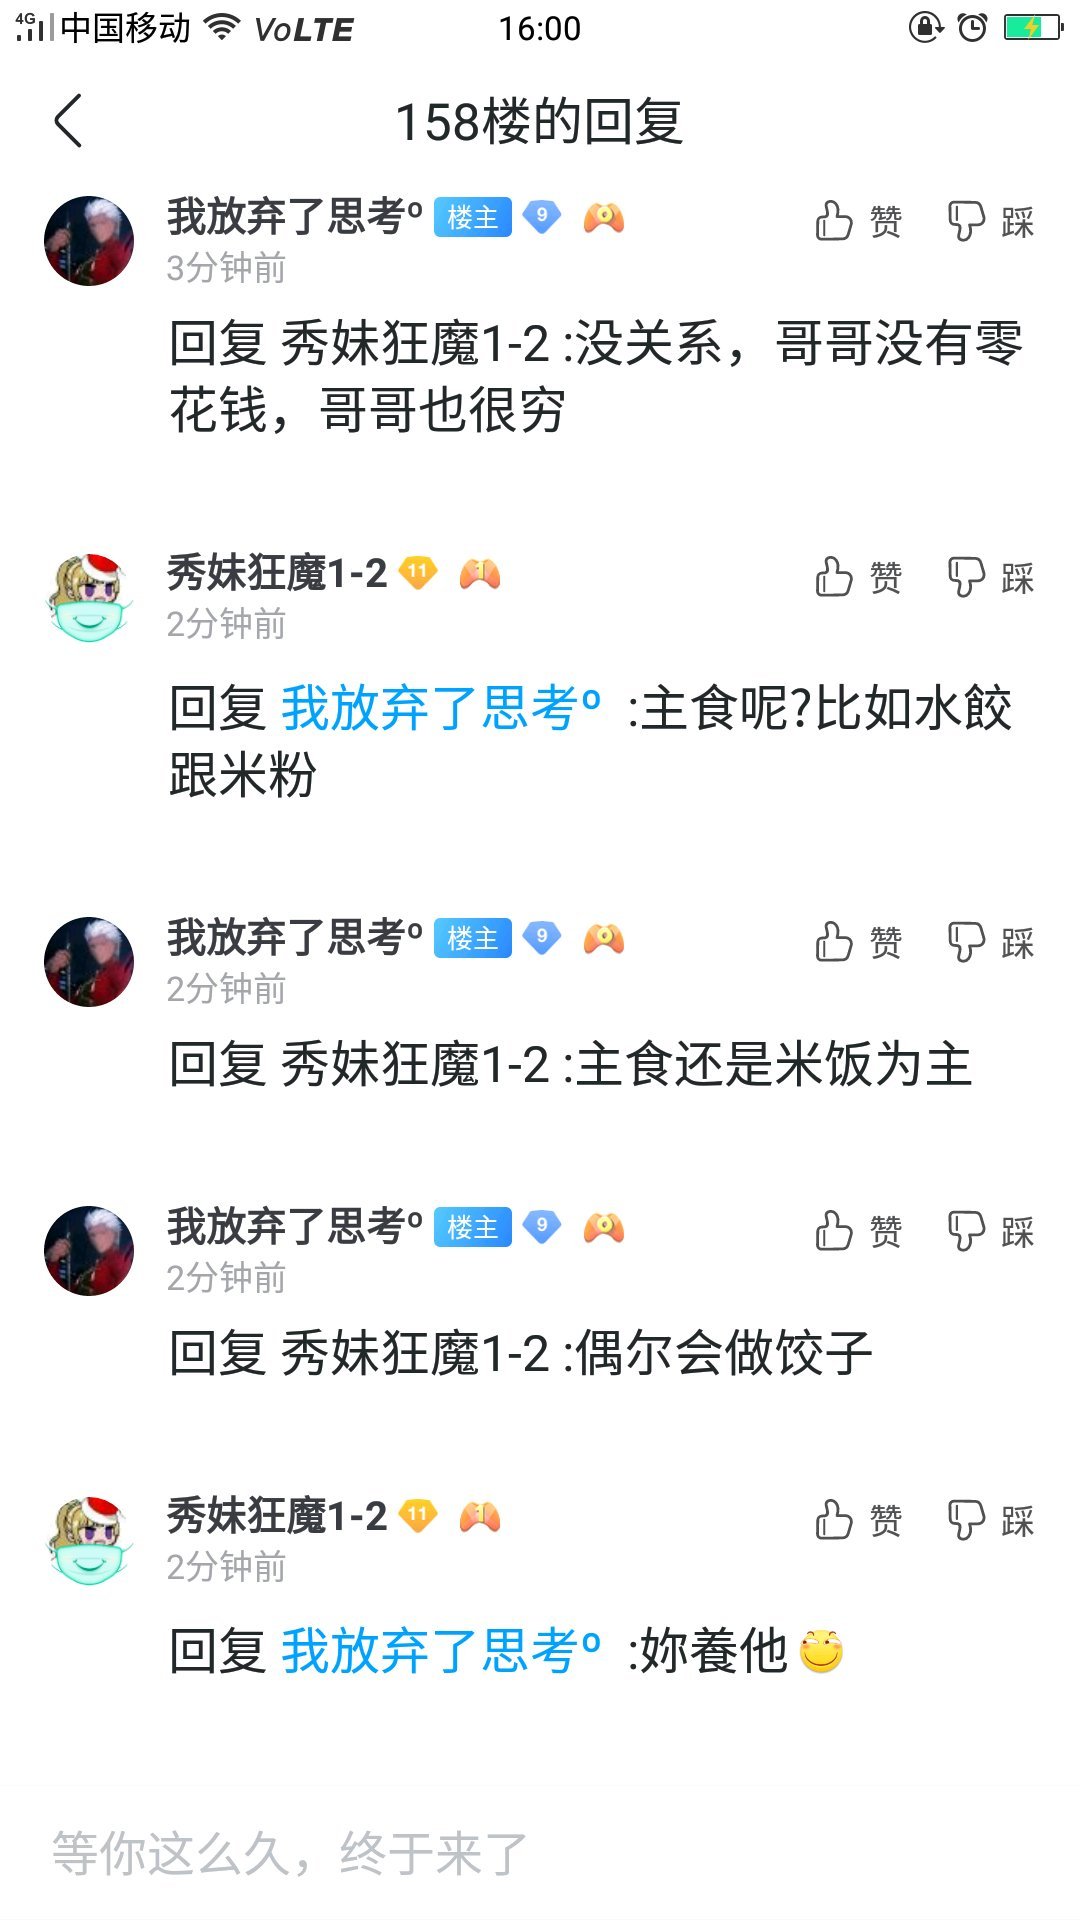 4G 中国移动 VoLTE 16:00
158楼的回复
我放弃了思考º 楼主 9 赞 踩
3分钟前
回复 秀妹狂魔1-2 :没关系，哥哥没有零
花钱，哥哥也很穷
秀妹狂魔1-2 11 1 赞 踩
2分钟前
回复 我放弃了思考º :主食呢?比如水餃
跟米粉
我放弃了思考º 楼主 9 赞 踩
2分钟前
回复 秀妹狂魔1-2 :主食还是米饭为主
我放弃了思考º 楼主 9 赞 踩
2分钟前
回复 秀妹狂魔1-2 :偶尔会做饺子
秀妹狂魔1-2 11 1 赞 踩
2分钟前
回复 我放弃了思考º :妳養他
等你这么久，终于来了